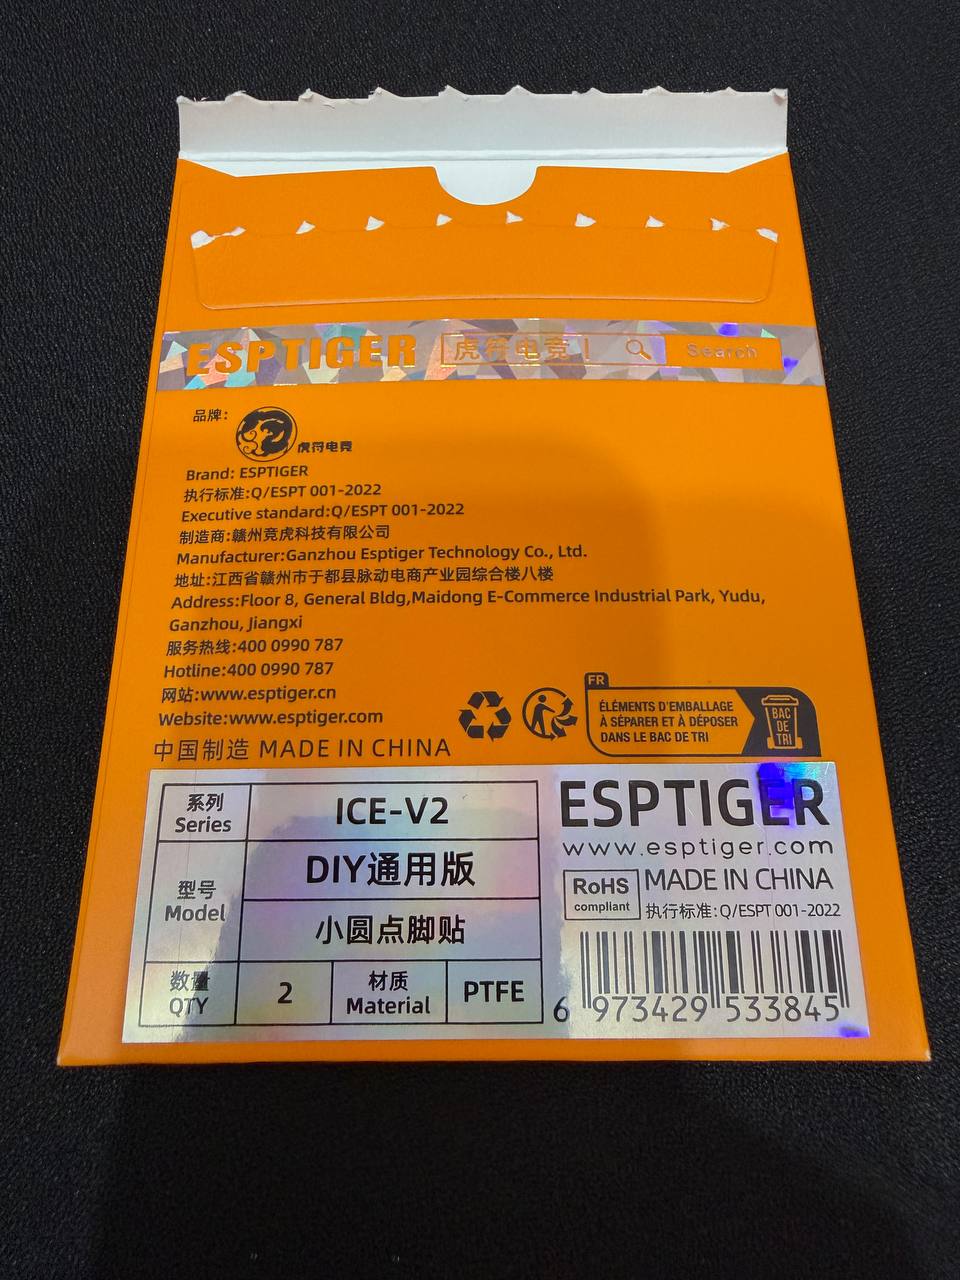 ESPTIGER 虎符电竞 Search
品牌: 虎符电竞
Brand: ESPTIGER
执行标准:Q/ESPT 001-2022
Executive standard:Q/ESPT 001-2022
制造商:赣州竞虎科技有限公司
Manufacturer:Ganzhou Esptiger Technology Co., Ltd.
地址:江西省赣州市于都县脉动电商产业园综合楼八楼
Address:Floor 8, General Bldg,Maidong E-Commerce Industrial Park, Yudu,
Ganzhou, Jiangxi
服务热线:400 0990 787
Hotline:400 0990 787
网站:www.esptiger.cn
Website:www.esptiger.com
中国制造 MADE IN CHINA
FR
ÉLÉMENTS D'EMBALLAGE
À SÉPARER ET À DÉPOSER
DANS LE BAC DE TRI
BAC
DE
TRI
系列
Series
ICE-V2
型号
Model
DIY通用版
小圆点脚贴
数量
QTY
2
材质
Material
PTFE
ESPTIGER
www.esptiger.com
RoHS
compliant
MADE IN CHINA
执行标准:Q/ESPT 001-2022
6 973429 533845